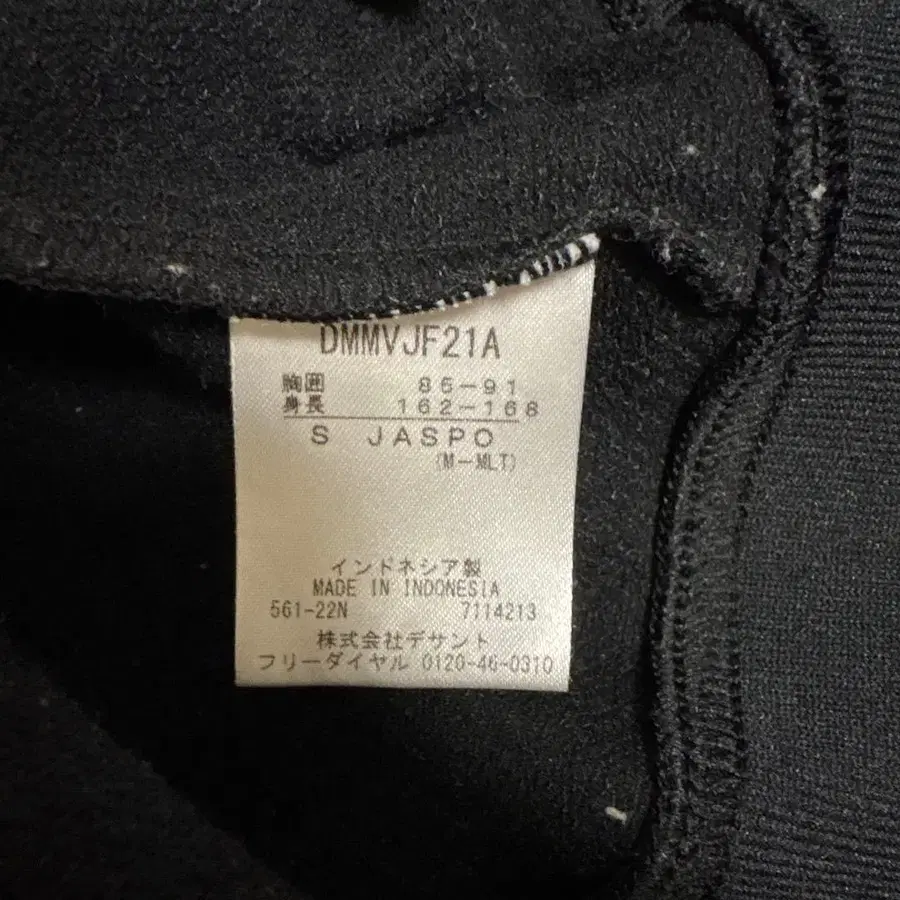 DMMVJF21A
胸囲 85-91
身長 162-168
S JASPO
(M-MLT)
インドネシア製
MADE IN INDONESIA
561-22N 7114213
株式会社デサント
フリーダイヤル 0120-46-0310